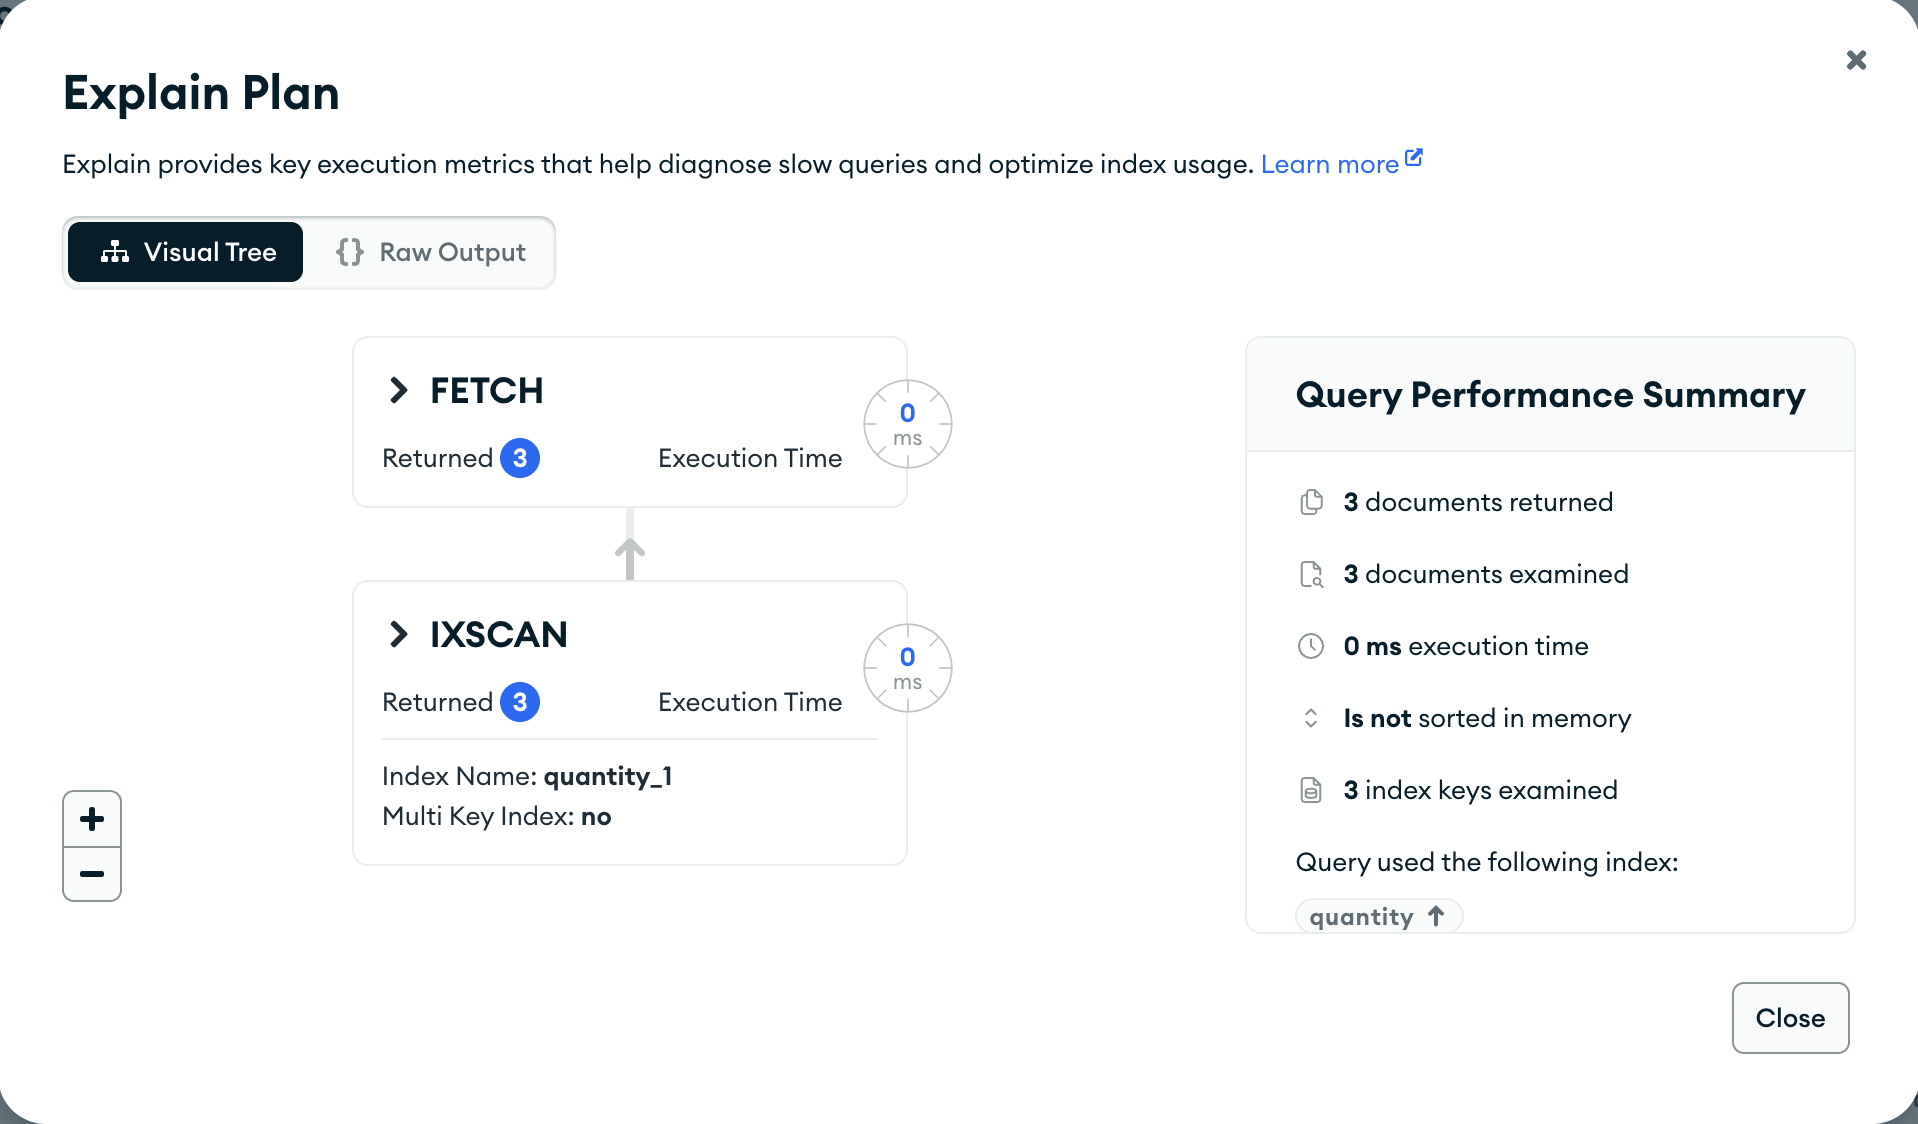 Explain Plan
Explain provides key execution metrics that help diagnose slow queries and optimize index usage. Learn more
Visual Tree
Raw Output
FETCH
Returned 3
Execution Time
0
ms
IXSCAN
Returned 3
Execution Time
0
ms
Index Name: quantity_1
Multi Key Index: no
Query Performance Summary
3 documents returned
3 documents examined
0 ms execution time
Is not sorted in memory
3 index keys examined
Query used the following index:
quantity ↑
Close